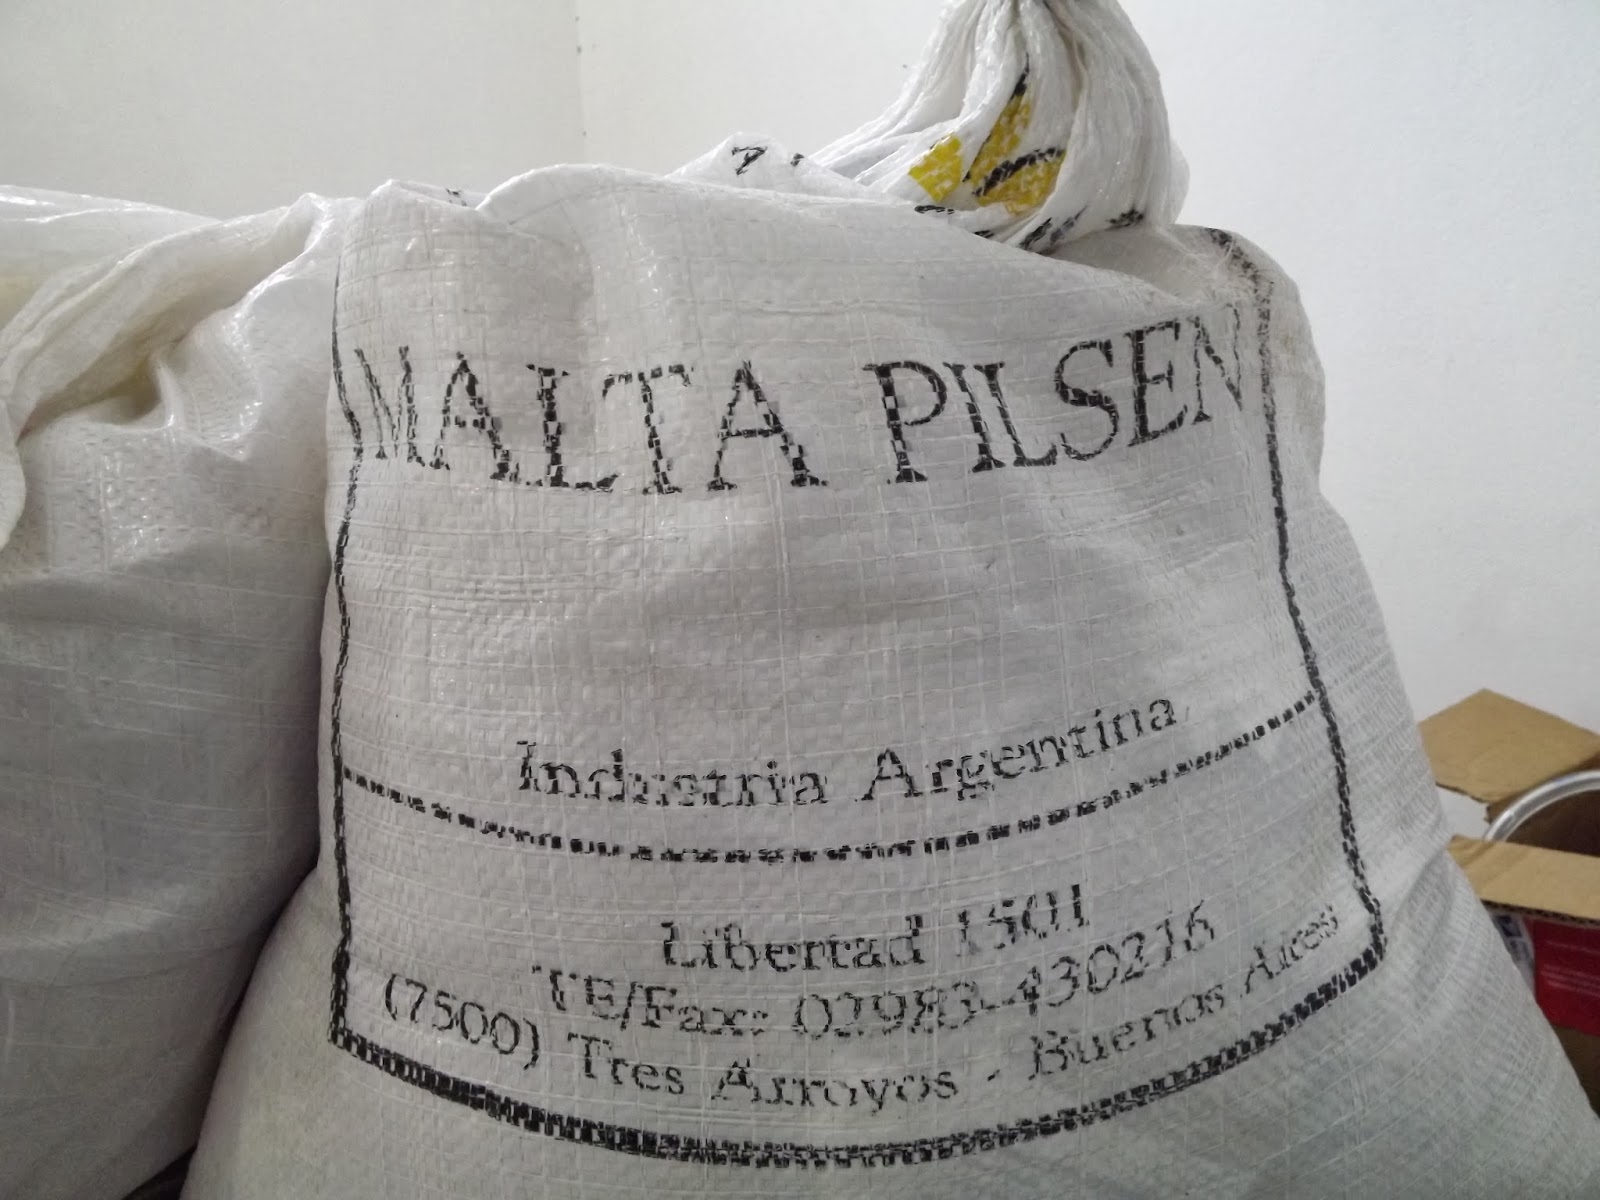 MALTA PILSEN
Industria Argentina
Libertad 1501
TE/Fax: 02983-430216
(7500) Tres Arroyos - Buenos Aires